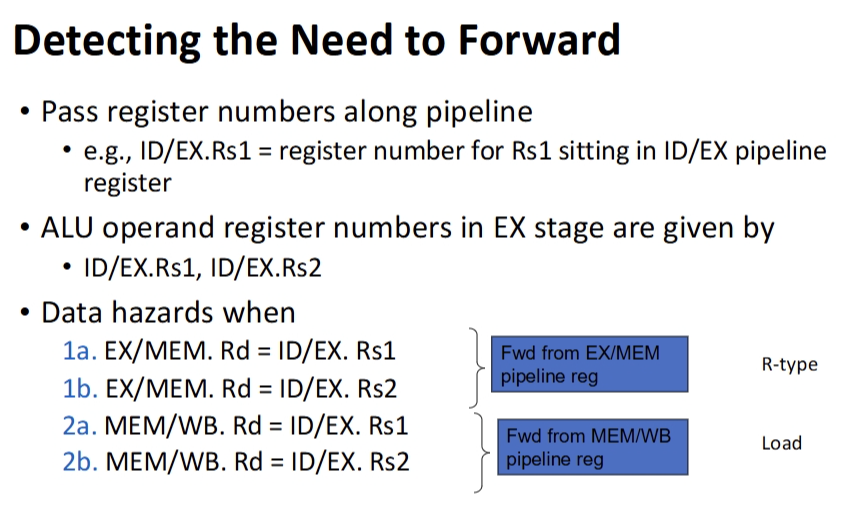 Detecting the Need to Forward
• Pass register numbers along pipeline
• e.g., ID/EX.Rs1 = register number for Rs1 sitting in ID/EX pipeline
register
• ALU operand register numbers in EX stage are given by
• ID/EX.Rs1, ID/EX.Rs2
• Data hazards when
1a. EX/MEM. Rd = ID/EX. Rs1
1b. EX/MEM. Rd = ID/EX. Rs2
2a. MEM/WB. Rd = ID/EX. Rs1
2b. MEM/WB. Rd = ID/EX. Rs2
Fwd from EX/MEM
pipeline reg
R-type
Fwd from MEM/WB
pipeline reg
Load